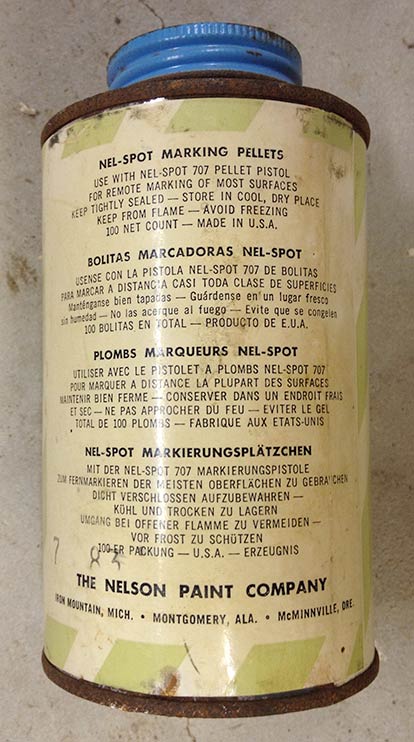 NEL-SPOT MARKING PELLETS
USE WITH NEL-SPOT 707 PELLET PISTOL
FOR REMOTE MARKING OF MOST SURFACES
KEEP TIGHTLY SEALED — STORE IN COOL, DRY PLACE
KEEP FROM FLAME — AVOID FREEZING
100 NET COUNT — MADE IN U.S.A.
BOLITAS MARCADORAS NEL-SPOT
USENSE CON LA PISTOLA NEL-SPOT 707 DE BOLITAS
PARA MARCAR A DISTANCIA CASI TODA CLASE DE SUPERFICIES
Manténganse bien tapadas — Guárdense en un lugar fresco
sin humedad — No las acerque al fuego — Evite que se congelen
100 BOLITAS EN TOTAL — PRODUCTO DE E.U.A.
PLOMBS MARQUEURS NEL-SPOT
UTILISER AVEC LE PISTOLET A PLOMBS NEL-SPOT 707
POUR MARQUER A DISTANCE LA PLUPART DES SURFACES
MAINTENIR BIEN FERME — CONSERVER DANS UN ENDROIT FRAIS
ET SEC — NE PAS APPROCHER DU FEU — EVITER LE GEL
TOTAL DE 100 PLOMBS — FABRIQUE AUX ETATS-UNIS
NEL-SPOT MARKIERUNGSPLÄTZCHEN
MIT DER NEL-SPOT 707 MARKIERUNGSPISTOLE
ZUM FERNMARKIEREN DER MEISTEN OBERFLÄCHEN ZU GEBRAUCHEN
DICHT VERSCHLOSSEN AUFZUBEWAHREN —
KÜHL UND TROCKEN ZU LAGERN
UMGANG BEI OFFENER FLAMME ZU VERMEIDEN —
VOR FROST ZU SCHÜTZEN
100-ER PACKUNG — U.S.A. — ERZEUGNIS
7 83
THE NELSON PAINT COMPANY
IRON MOUNTAIN, MICH. • MONTGOMERY, ALA. • McMINNVILLE, ORE.